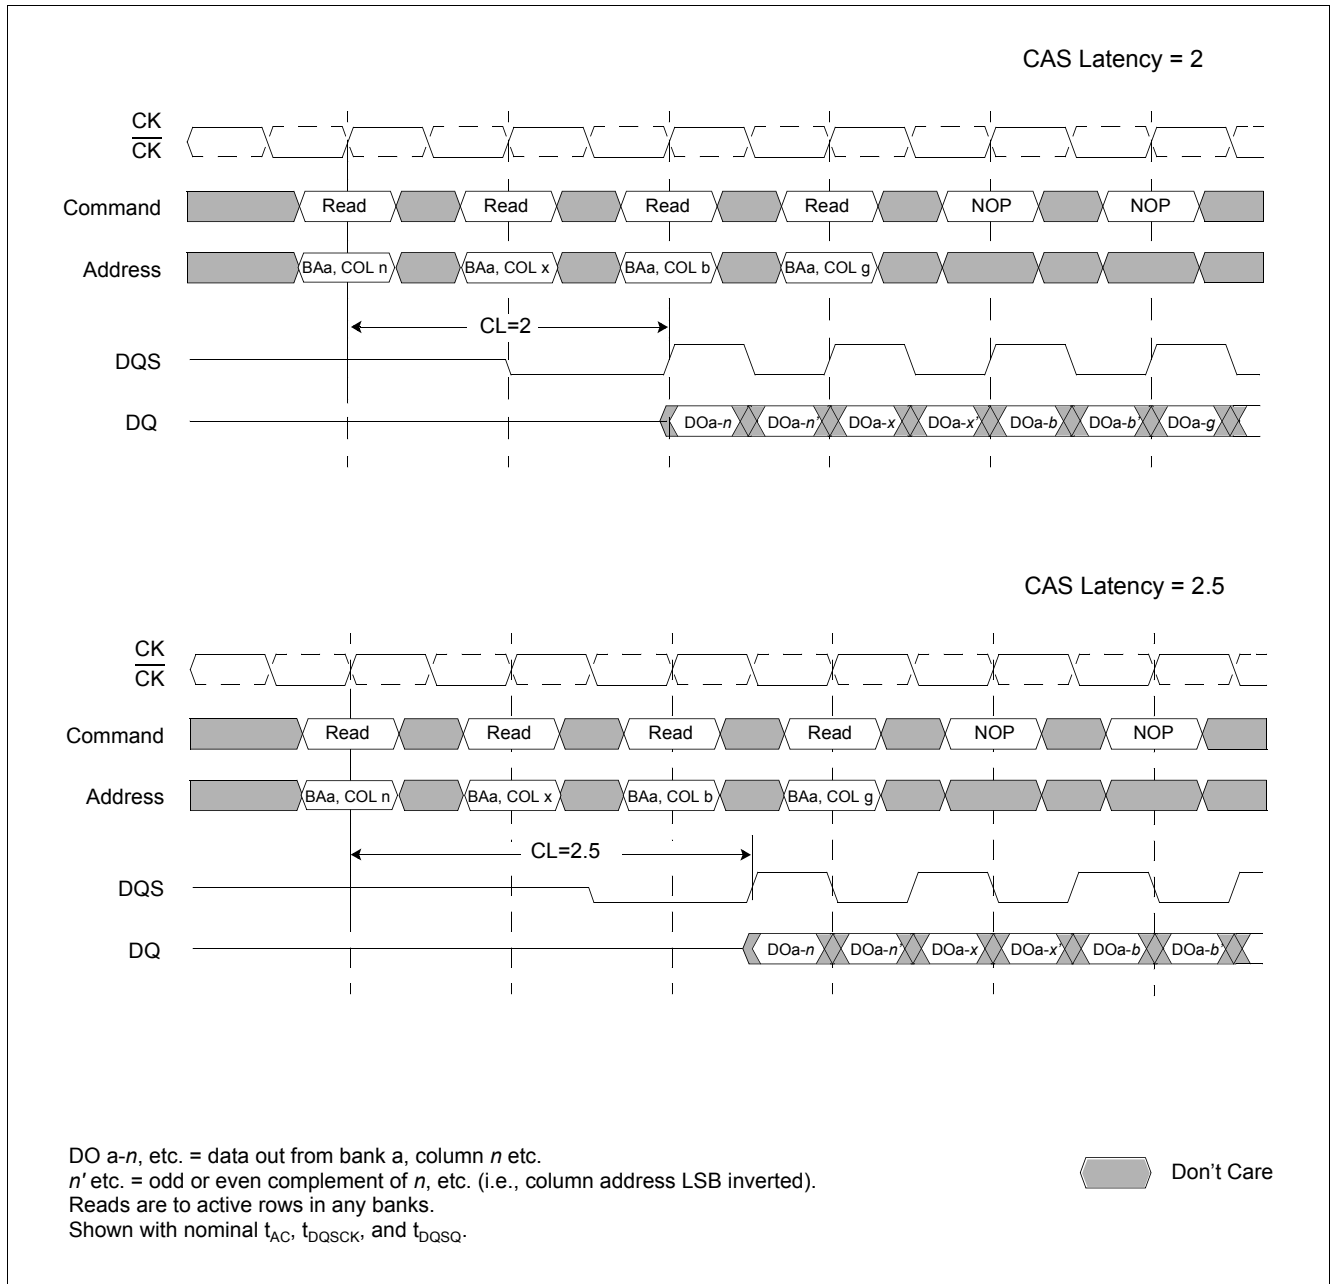 CAS Latency = 2
CK
CK
Command Read Read Read Read NOP NOP
Address BAa, COL n BAa, COL x BAa, COL b BAa, COL g
CL=2
DQS
DQ DOa-n DOa-n' DOa-x DOa-x' DOa-b DOa-b' DOa-g
CAS Latency = 2.5
CK
CK
Command Read Read Read Read NOP NOP
Address BAa, COL n BAa, COL x BAa, COL b BAa, COL g
CL=2.5
DQS
DQ DOa-n DOa-n' DOa-x DOa-x' DOa-b DOa-b'
DO a-n, etc. = data out from bank a, column n etc.
n' etc. = odd or even complement of n, etc. (i.e., column address LSB inverted).
Reads are to active rows in any banks.
Shown with nominal tAC, tDQSCK, and tDQSQ.
Don't Care